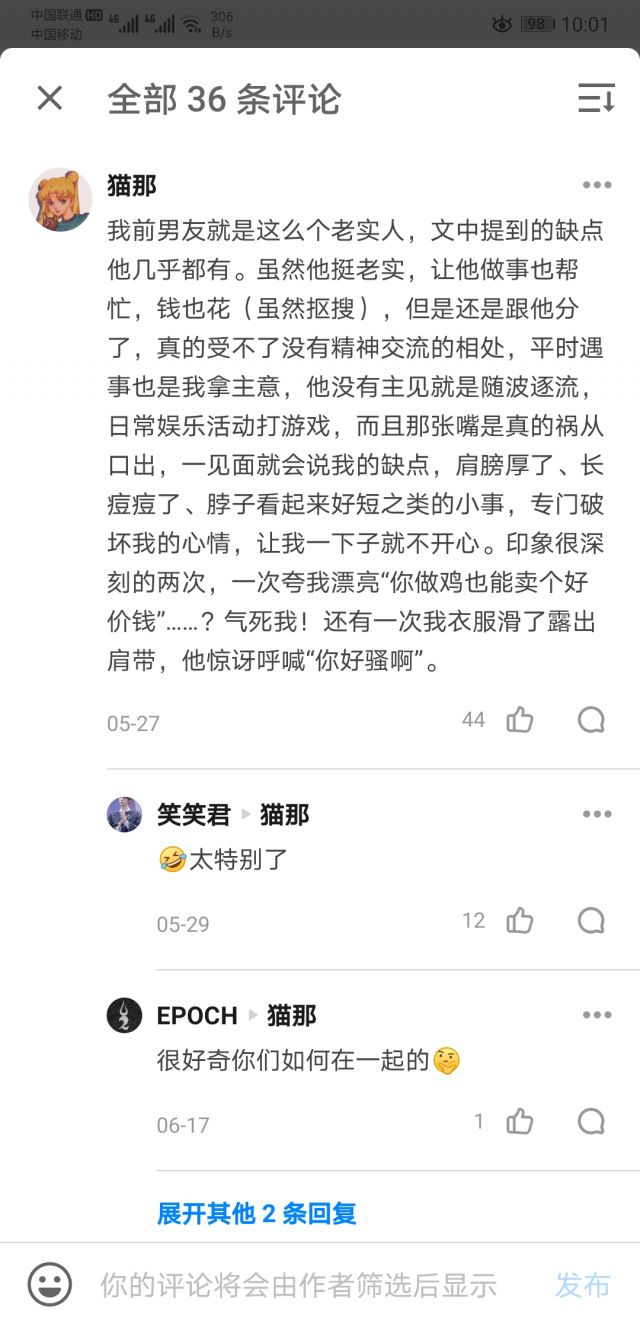 中国联通 HD 4G 4G 306
中国移动 B/s 98 10:01
全部 36 条评论
猫那
我前男友就是这么个老实人，文中提到的缺点
他几乎都有。虽然他挺老实，让他做事也帮
忙，钱也花（虽然抠搜），但是还是跟他分
了，真的受不了没有精神交流的相处，平时遇
事也是我拿主意，他没有主见就是随波逐流，
日常娱乐活动打游戏，而且那张嘴是真的祸从
口出，一见面就会说我的缺点，肩膀厚了、长
痘痘了、脖子看起来好短之类的小事，专门破
坏我的心情，让我一下子就不开心。印象很深
刻的两次，一次夸我漂亮“你做鸡也能卖个好
价钱”……？气死我！还有一次我衣服滑了露出
肩带，他惊讶呼喊“你好骚啊”。
05-27 44
笑笑君 猫那
🤣太特别了
05-29 12
EPOCH 猫那
很好奇你们如何在一起的🤔
06-17 1
展开其他 2 条回复
你的评论将会由作者筛选后显示 发布